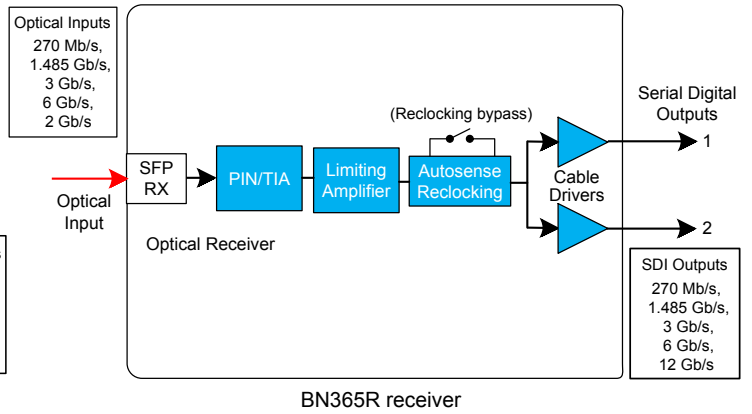 Optical Inputs
270 Mb/s,
1.485 Gb/s,
3 Gb/s,
6 Gb/s,
2 Gb/s
Optical
Input
SFP
RX
PIN/TIA
Limiting
Amplifier
(Reclocking bypass)
Autosense
Reclocking
Cable
Drivers
Optical Receiver
Serial Digital
Outputs
1
2
SDI Outputs
270 Mb/s,
1.485 Gb/s,
3 Gb/s,
6 Gb/s,
12 Gb/s
BN365R receiver